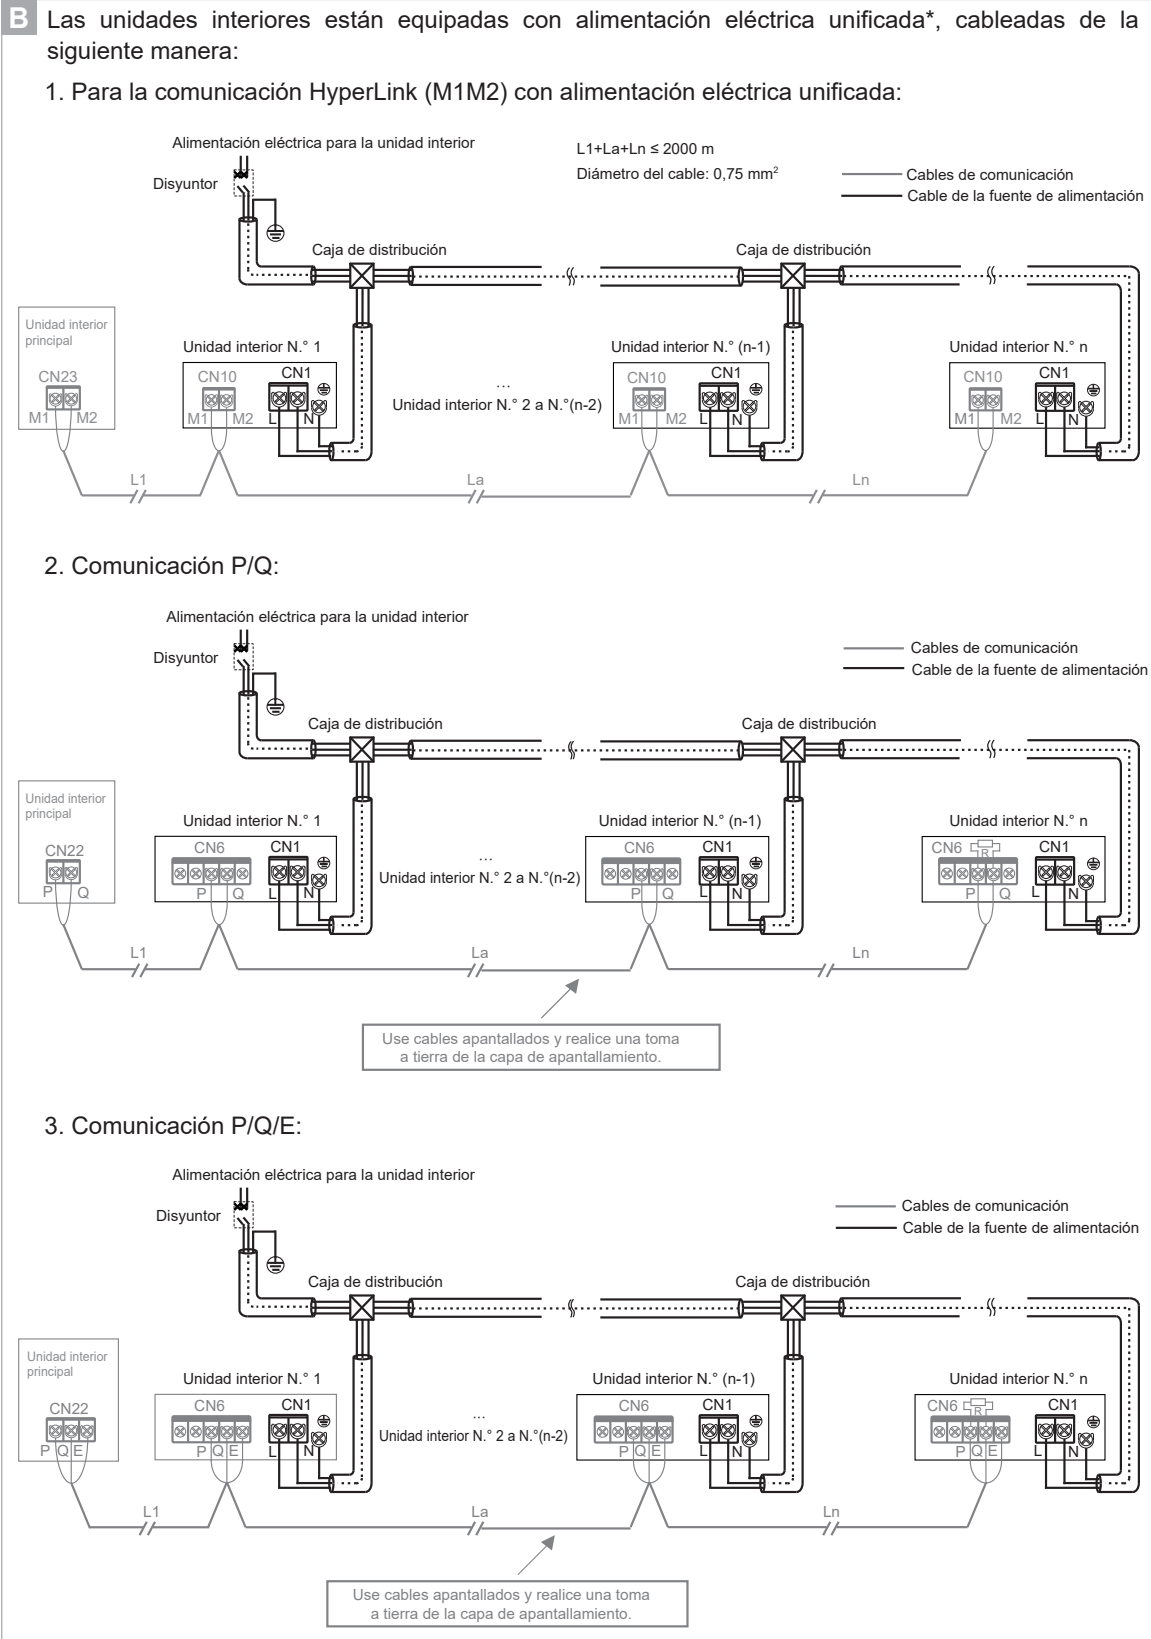 B Las unidades interiores están equipadas con alimentación eléctrica unificada*, cableadas de la
siguiente manera:
1. Para la comunicación HyperLink (M1M2) con alimentación eléctrica unificada:
Alimentación eléctrica para la unidad interior
L1+La+Ln ≤ 2000 m
Disyuntor
Diámetro del cable: 0,75 mm²
Cables de comunicación
Cable de la fuente de alimentación
Caja de distribución
Caja de distribución
Unidad interior
principal
Unidad interior N.° 1
Unidad interior N.° (n-1)
Unidad interior N.° n
CN23
CN10
CN1
...
CN10
CN1
CN10
CN1
Unidad interior N.° 2 a N.°(n-2)
M1
M2
M1
M2
L
N
M1
M2
L
N
M1
M2
L
N
L1
La
Ln
2. Comunicación P/Q:
Alimentación eléctrica para la unidad interior
Disyuntor
Cables de comunicación
Cable de la fuente de alimentación
Caja de distribución
Caja de distribución
Unidad interior
principal
Unidad interior N.° 1
Unidad interior N.° (n-1)
Unidad interior N.° n
CN22
CN6
CN1
...
CN6
CN1
CN6
R
CN1
Unidad interior N.° 2 a N.°(n-2)
P
Q
P
Q
L
N
P
Q
L
N
P
Q
L
N
L1
La
Ln
Use cables apantallados y realice una toma
a tierra de la capa de apantallamiento.
3. Comunicación P/Q/E:
Alimentación eléctrica para la unidad interior
Disyuntor
Cables de comunicación
Cable de la fuente de alimentación
Caja de distribución
Caja de distribución
Unidad interior
principal
Unidad interior N.° 1
Unidad interior N.° (n-1)
Unidad interior N.° n
CN22
CN6
CN1
...
CN6
CN1
CN6
R
CN1
Unidad interior N.° 2 a N.°(n-2)
P
Q
E
P
Q
E
L
N
P
Q
E
L
N
P
Q
E
L
N
L1
La
Ln
Use cables apantallados y realice una toma
a tierra de la capa de apantallamiento.